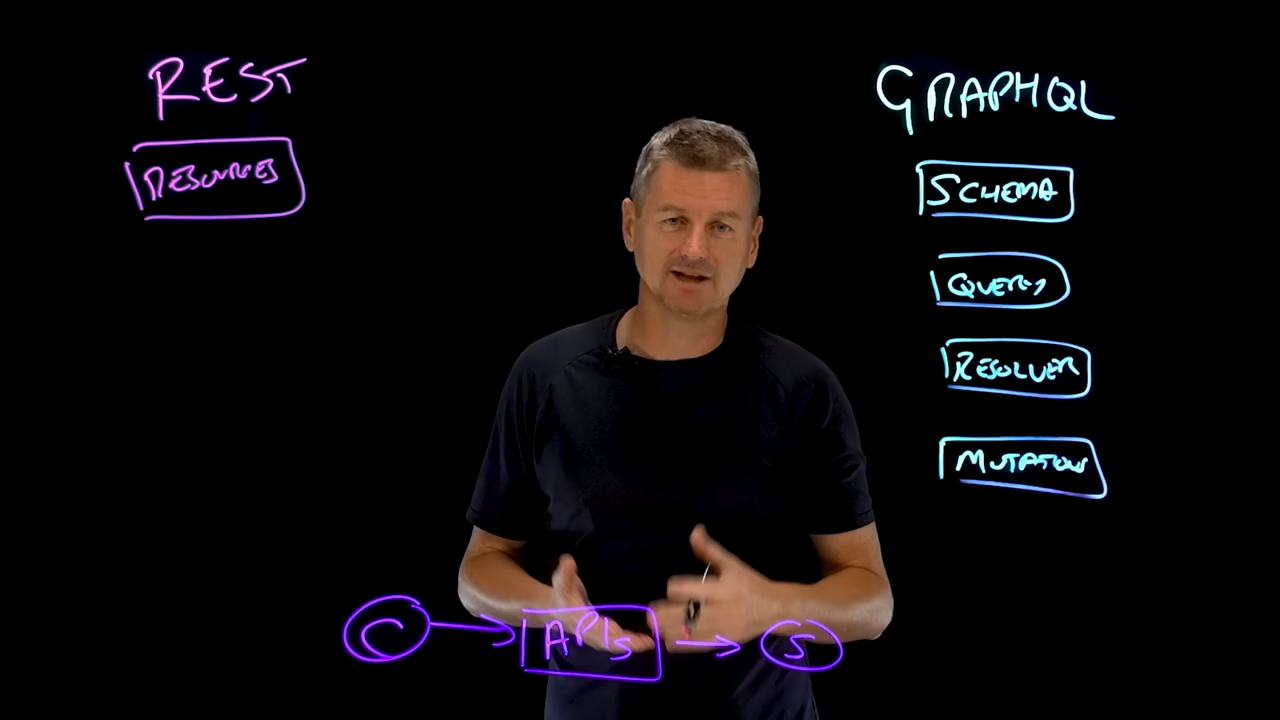 REST
RESOURCES
GRAPHQL
SCHEMA
QUERY
RESOLVER
MUTATION
C
APIs
S